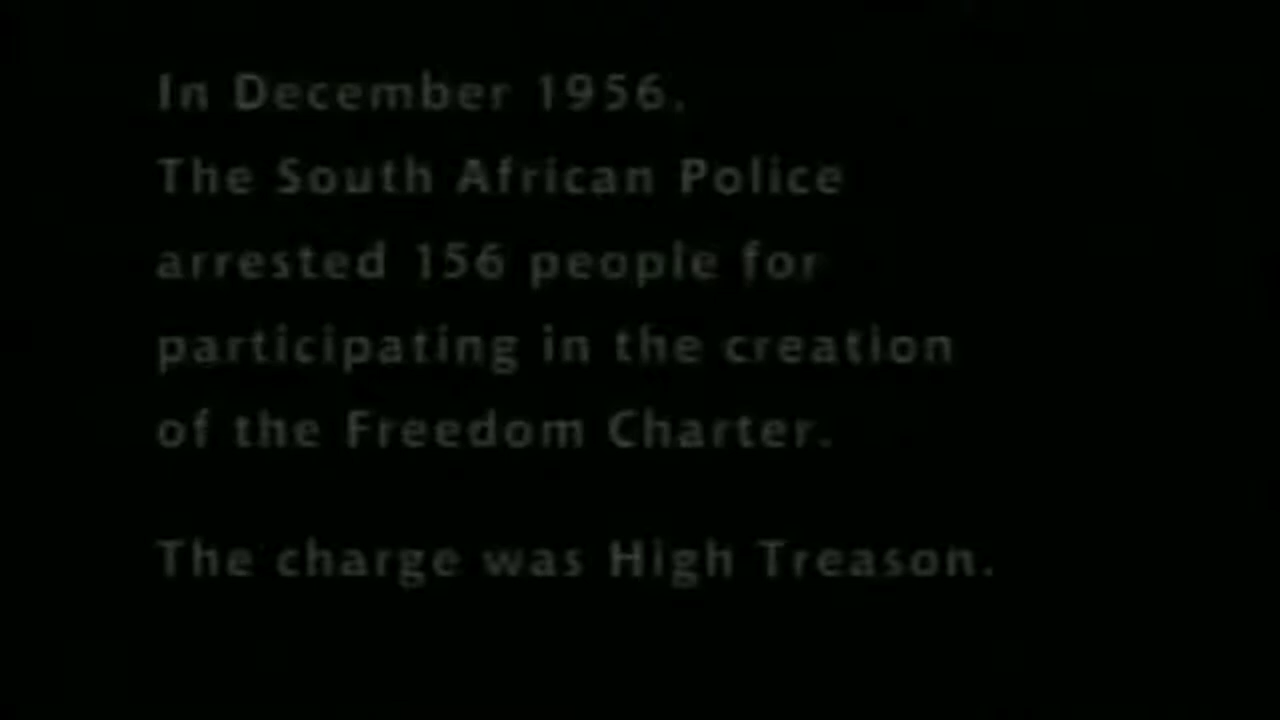 In December 1956.
The South African Police
arrested 156 people for
participating in the creation
of the Freedom Charter.
The charge was High Treason.